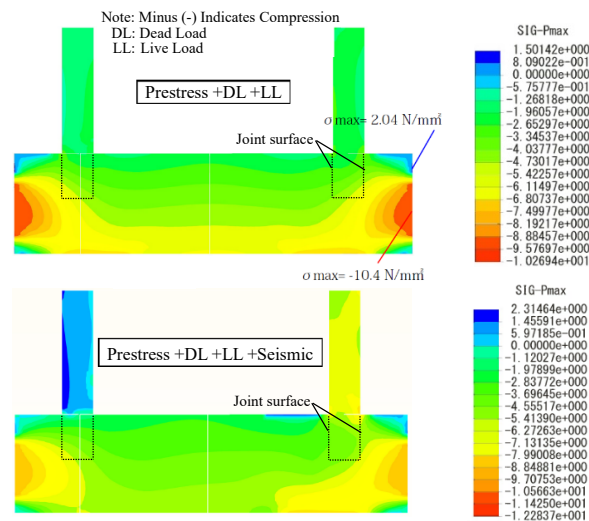 Note: Minus (-) Indicates Compression
DL: Dead Load
LL: Live Load
Prestress +DL +LL
σ max= 2.04 N/mm²
Joint surface
σ max= -10.4 N/mm²
SIG-Pmax
1.50142e+000
8.09022e-001
0.00000e+000
-5.75777e-001
-1.26818e+000
-1.96057e+000
-2.65297e+000
-3.34537e+000
-4.03777e+000
-4.73017e+000
-5.42257e+000
-6.11497e+000
-6.80737e+000
-7.49977e+000
-8.19217e+000
-8.88457e+000
-9.57697e+000
-1.02694e+001
Prestress +DL +LL +Seismic
Joint surface
SIG-Pmax
2.31464e+000
1.45591e+000
5.97185e-001
0.00000e+000
-1.12027e+000
-1.97899e+000
-2.83772e+000
-3.69645e+000
-4.55517e+000
-5.41390e+000
-6.27263e+000
-7.13135e+000
-7.99008e+000
-8.84881e+000
-9.70753e+000
-1.05663e+001
-1.14250e+001
-1.22837e+001